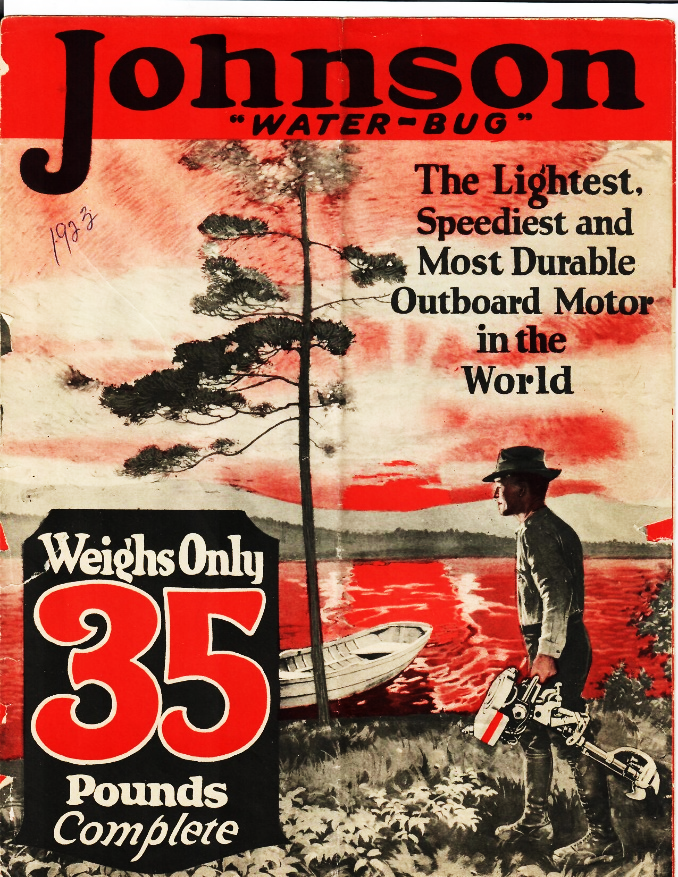 Johnson
"WATER-BUG"
1923
The Lightest,
Speediest and
Most Durable
Outboard Motor
in the
World
Weighs Only
35
Pounds
Complete